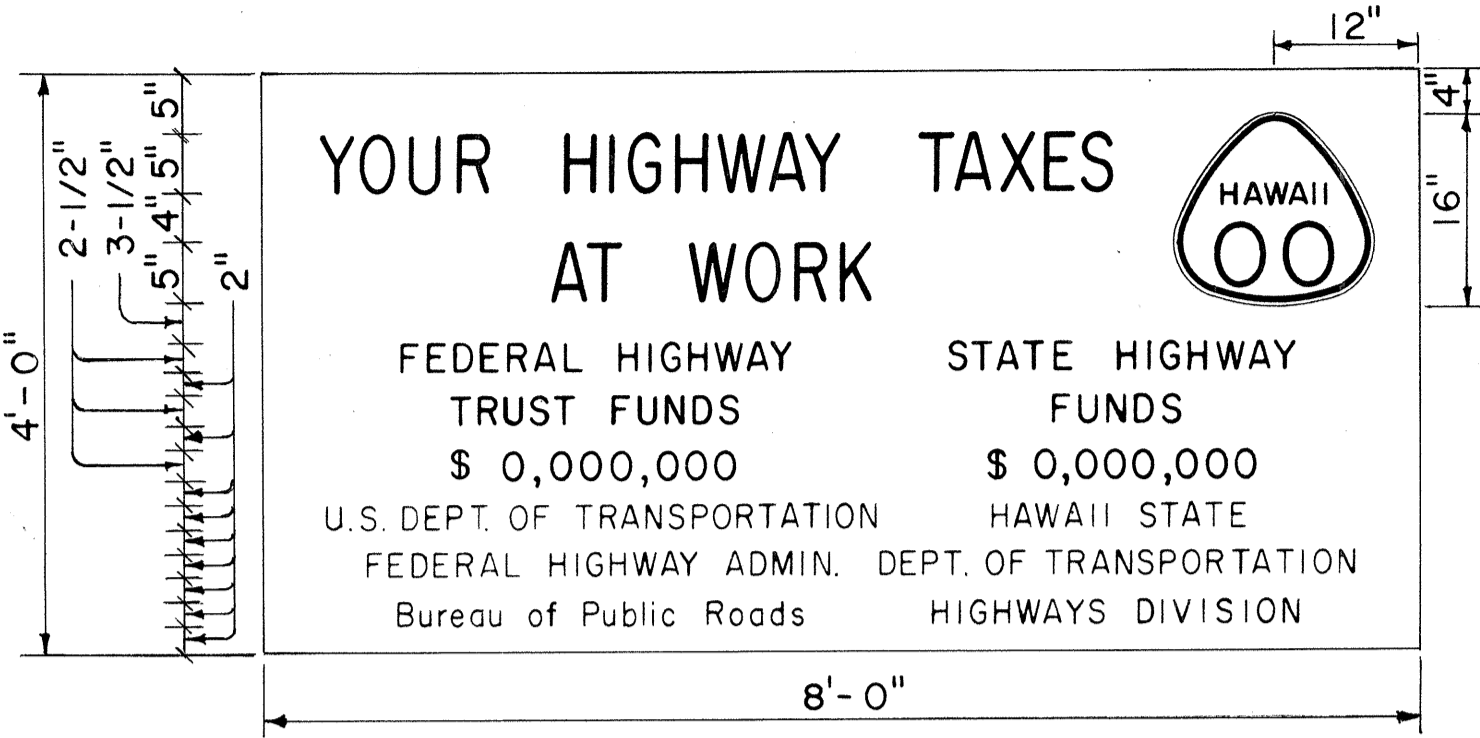 12"
4"
16"
5"
5"
4"
5"
2-1/2"
3-1/2"
2"
4'-0"
YOUR HIGHWAY TAXES
AT WORK
HAWAII
00
FEDERAL HIGHWAY
TRUST FUNDS
$ 0,000,000
U.S. DEPT. OF TRANSPORTATION
FEDERAL HIGHWAY ADMIN.
Bureau of Public Roads
STATE HIGHWAY
FUNDS
$ 0,000,000
HAWAII STATE
DEPT. OF TRANSPORTATION
HIGHWAYS DIVISION
8'-0"